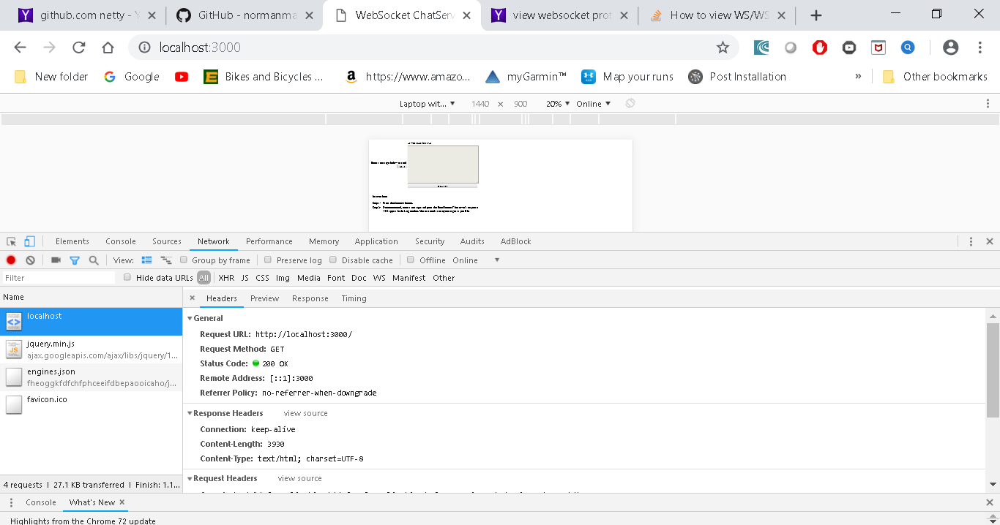 github.com netty - Y
GitHub - normanma
WebSocket ChatServ
view websocket prot
How to view WS/WS
localhost:3000
New folder
Google
Bikes and Bicycles ...
https://www.amazo...
myGarmin™
Map your runs
Post Installation
»
Other bookmarks
Laptop wit... 1440 × 900 20% Online
Elements Console Sources Network Performance Memory Application Security Audits AdBlock
View: Group by frame Preserve log Disable cache Offline Online
Filter Hide data URLs All XHR JS CSS Img Media Font Doc WS Manifest Other
Name
localhost
jquery.min.js
ajax.googleapis.com/ajax/libs/jquery/1...
engines.json
fheoggkfdfchfphceeifdbepaooicaho/j...
favicon.ico
4 requests | 27.1 KB transferred | Finish: 1.1...
Headers Preview Response Timing
General
Request URL: http://localhost:3000/
Request Method: GET
Status Code: 200 OK
Remote Address: [::1]:3000
Referrer Policy: no-referrer-when-downgrade
Response Headers view source
Connection: keep-alive
Content-Length: 3930
Content-Type: text/html; charset=UTF-8
Request Headers view source
Console What's New
Highlights from the Chrome 72 update